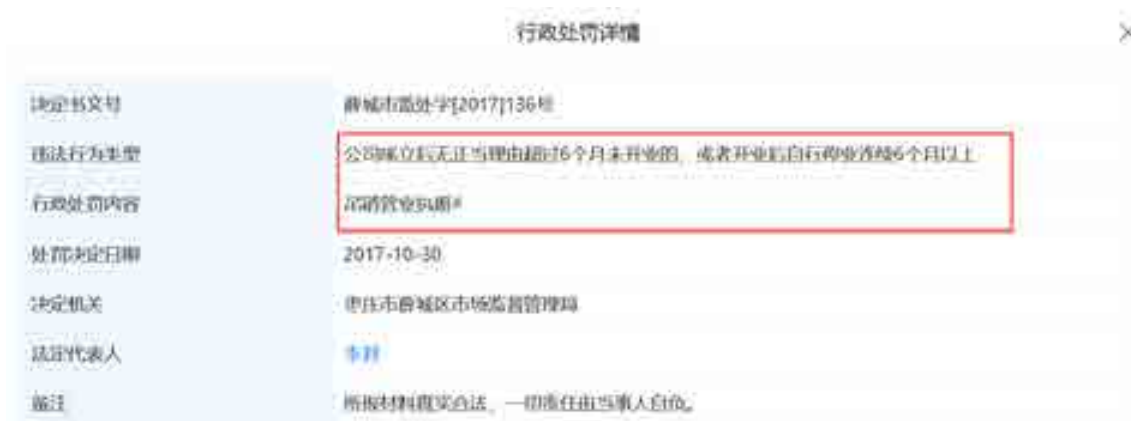 行政处罚详情
决定书文号 薛城市监处字[2017]136号
违法行为类型 公司成立后无正当理由超过6个月未开业的，或者开业后自行停业连续6个月以上
行政处罚内容 吊销营业执照#
处罚决定日期 2017-10-30
决定机关 枣庄市薛城区市场监督管理局
法定代表人
备注 所报材料真实合法，一切责任由当事人自负。